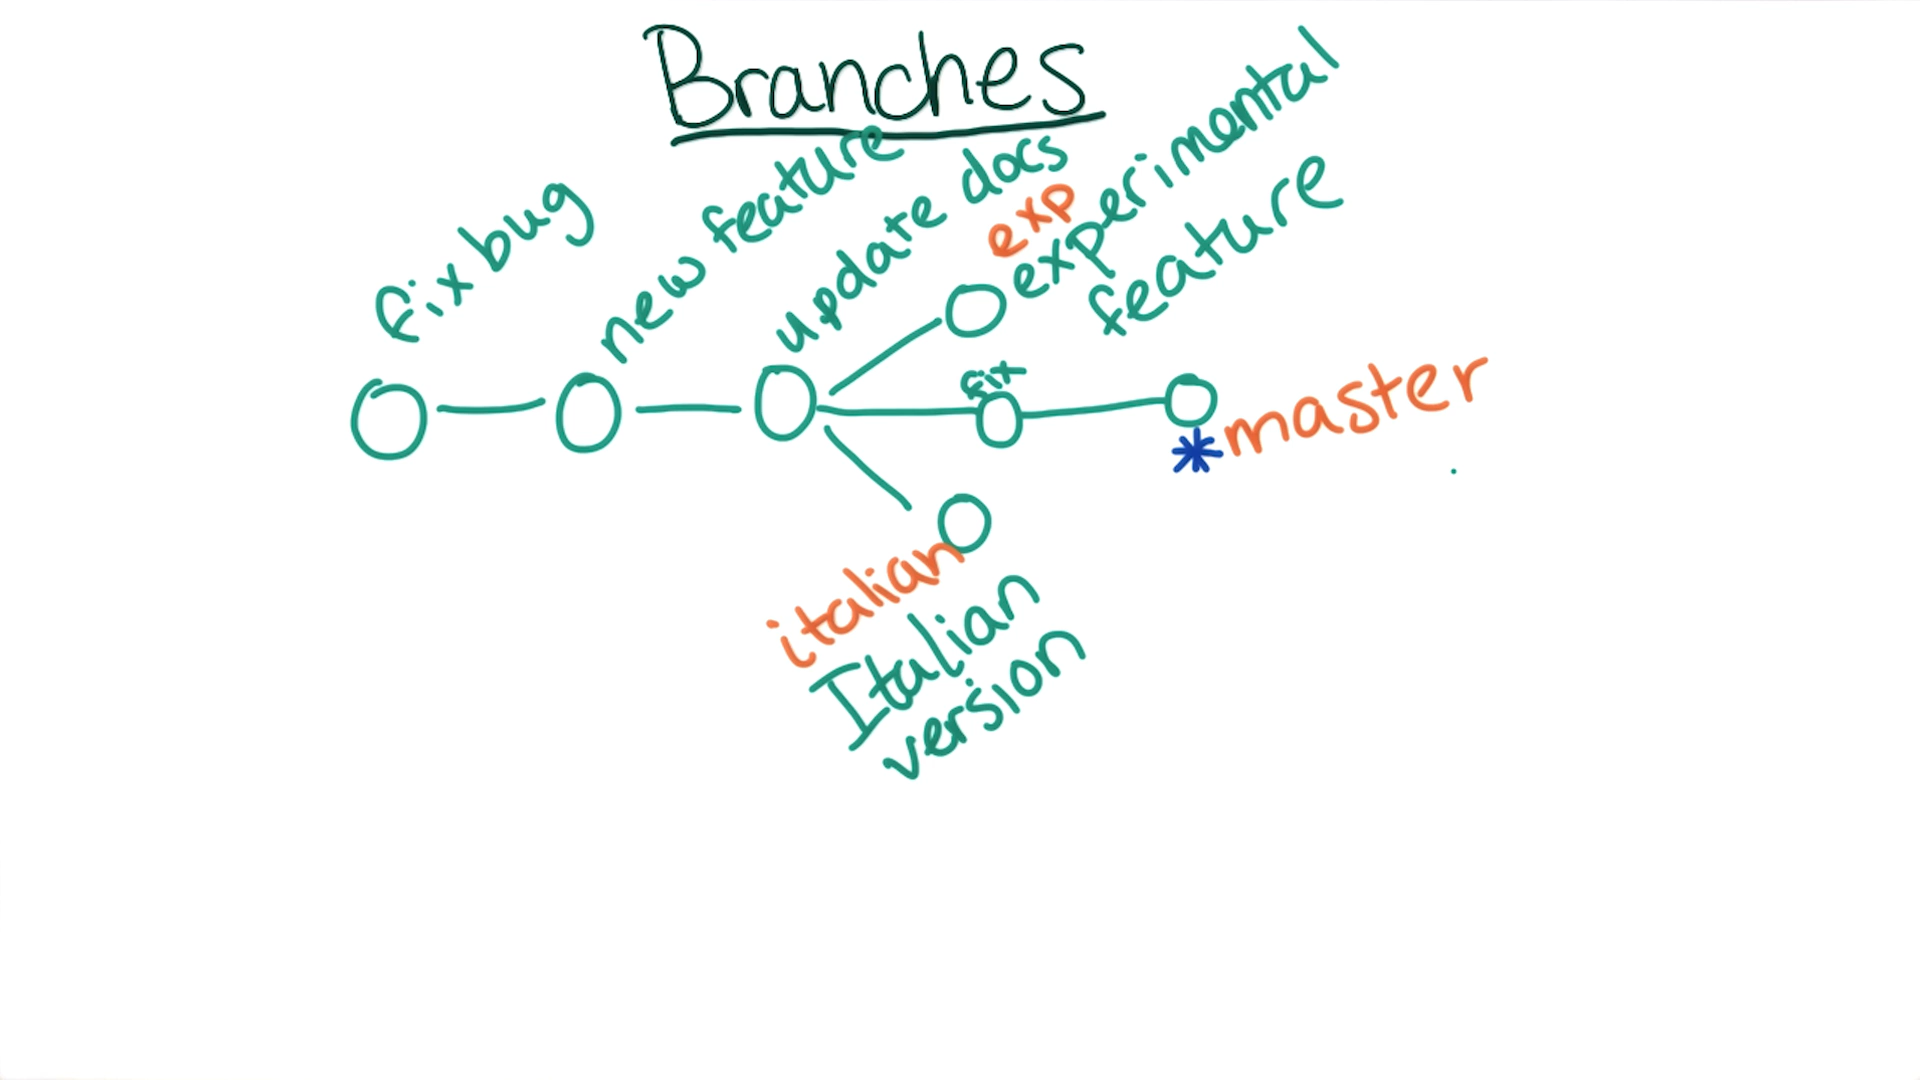 Branches
fix bug
new feature
update docs
exp
experimental
feature
fix
*master
italian
Italian
version